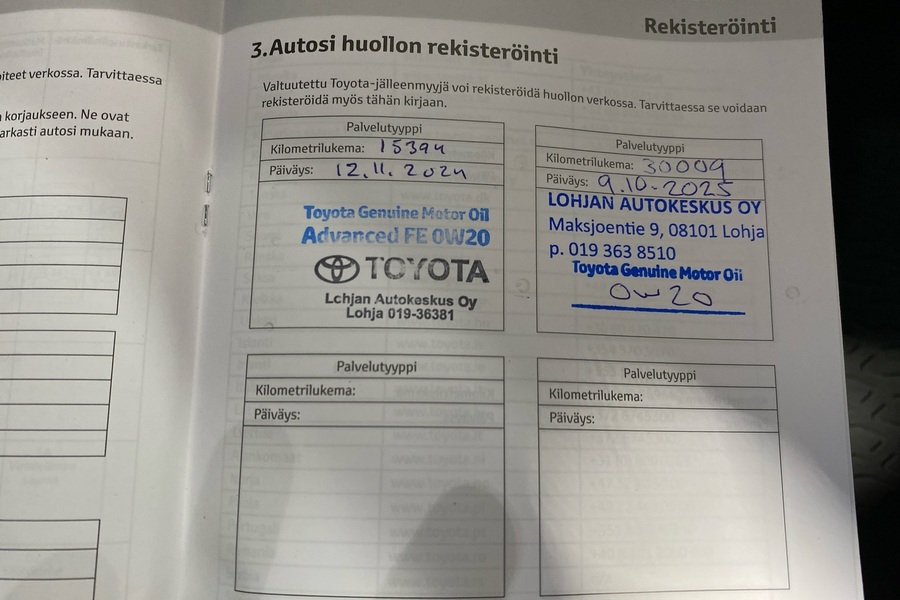 Rekisteröinti
3.Autosi huollon rekisteröinti
Valtuutettu Toyota-jälleenmyyjä voi rekisteröidä huollon verkossa. Tarvittaessa se voidaan
rekisteröidä myös tähän kirjaan.
oiteet verkossa. Tarvittaessa
korjaukseen. Ne ovat
arkasti autosi mukaan.
Palvelutyyppi
Kilometrilukema: 15394
Päiväys: 12.11.2024
Toyota Genuine Motor Oil
Advanced FE 0W20
TOYOTA
Lohjan Autokeskus Oy
Lohja 019-36381
Palvelutyyppi
Kilometrilukema: 30009
Päiväys: 9.10-2025
LOHJAN AUTOKESKUS OY
Maksjoentie 9, 08101 Lohja
p. 019 363 8510
Toyota Genuine Motor Oil
0w20
Palvelutyyppi
Kilometrilukema:
Päiväys:
Palvelutyyppi
Kilometrilukema:
Päiväys: